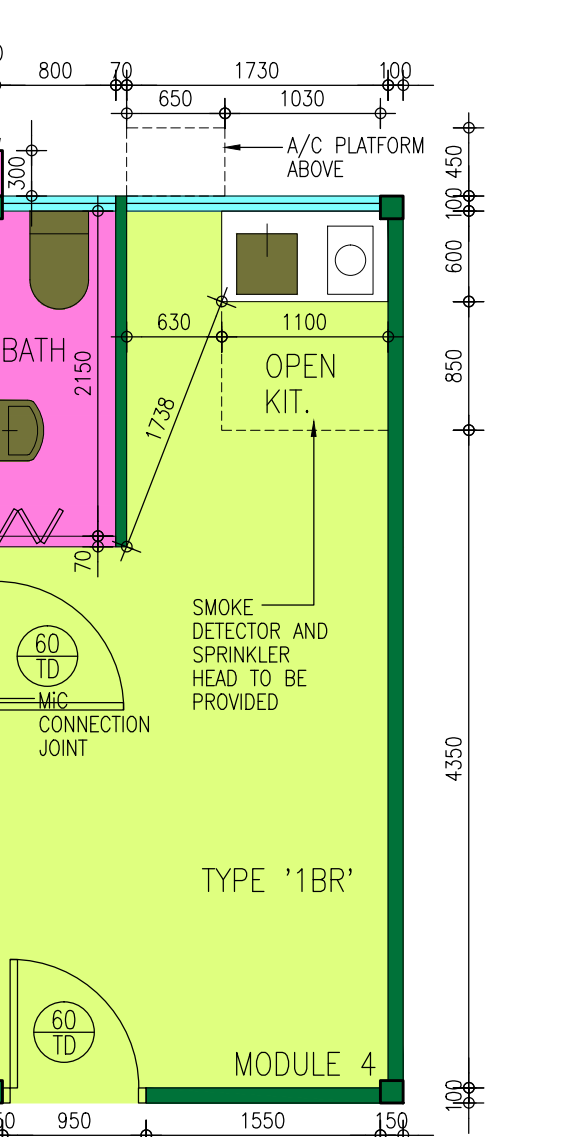 800
70
1730
100
650
1030
A/C PLATFORM
ABOVE
300
450
100
600
630
1100
BATH
2150
OPEN
KIT.
850
1738
70
SMOKE
DETECTOR AND
SPRINKLER
HEAD TO BE
PROVIDED
60
TD
MiC
CONNECTION
JOINT
4350
TYPE '1BR'
60
TD
MODULE 4
100
950
1550
150